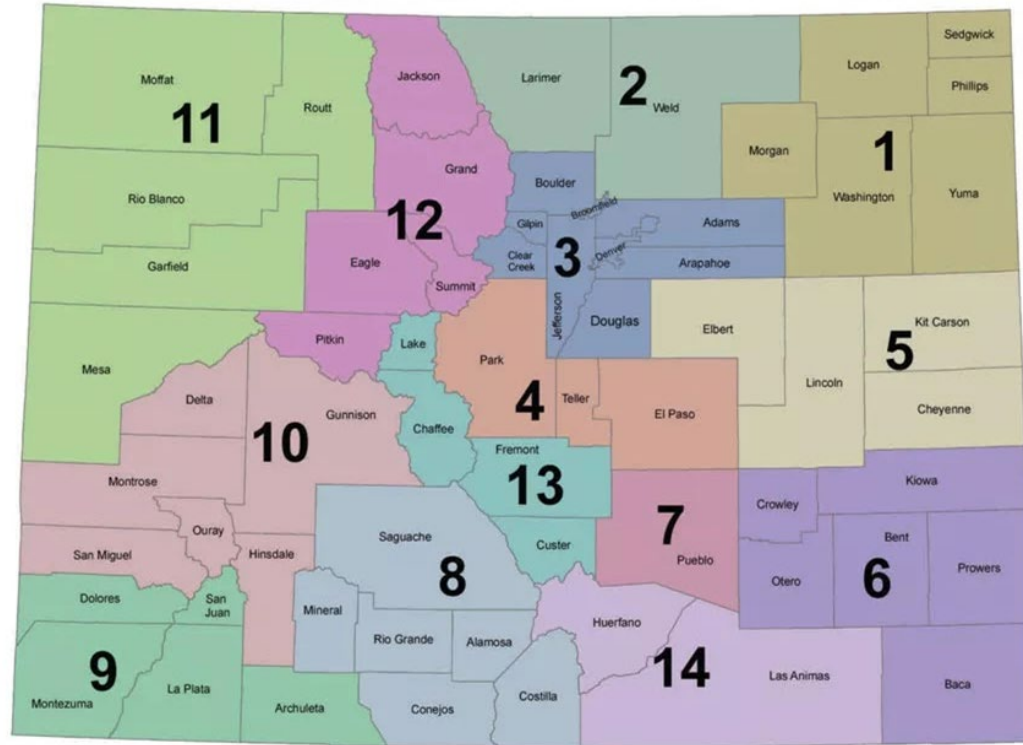 Moffat
11
Routt
Jackson
Larimer
2
Weld
Logan
Sedgwick
Phillips
Morgan
1
Washington
Yuma
Rio Blanco
Garfield
Grand
12
Eagle
Summit
Boulder
Gilpin
Broomfield
Clear
Creek
3
Denver
Adams
Arapahoe
Jefferson
Douglas
Elbert
Kit Carson
5
Lincoln
Cheyenne
Mesa
Pitkin
Lake
Park
4
Teller
El Paso
Delta
10
Gunnison
Chaffee
Fremont
13
Custer
Montrose
Ouray
San Miguel
Hinsdale
Saguache
8
7
Pueblo
Crowley
Kiowa
Otero
Bent
6
Prowers
Dolores
San
Juan
Mineral
Rio Grande
Alamosa
Huerfano
9
Montezuma
La Plata
Archuleta
Conejos
Costilla
14
Las Animas
Baca